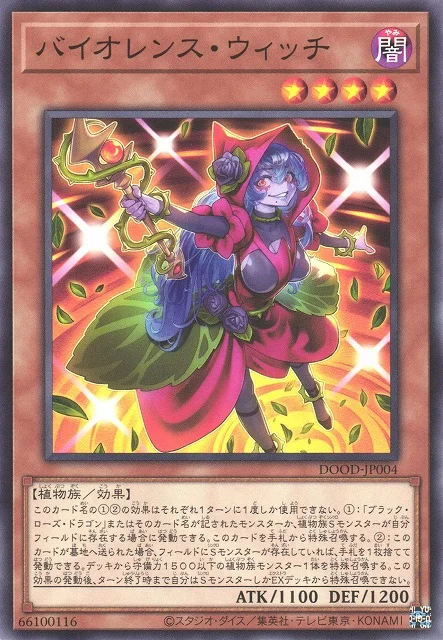 バイオレンス・ウィッチ
やみ
闇
DOOD-JP004
【植物族/効果】
このカード名の①②の効果はそれぞれ1ターンに1度しか使用できない。①:「ブラック・
ローズ・ドラゴン」またはそのカード名が記されたモンスターか、植物族Sモンスターが自分
フィールドに存在する場合に発動できる。このカードを手札から特殊召喚する。②:この
カードが墓地へ送られた場合、フィールドにSモンスターが存在していれば、手札を1枚捨てて
発動できる。デッキから守備力1500以下の植物族モンスター1体を特殊召喚する。この
効果の発動後、ターン終了時まで自分はSモンスターしかEXデッキから特殊召喚できない。
ATK/1100 DEF/1200
66100116
©スタジオ・ダイス/集英社・テレビ東京・KONAMI